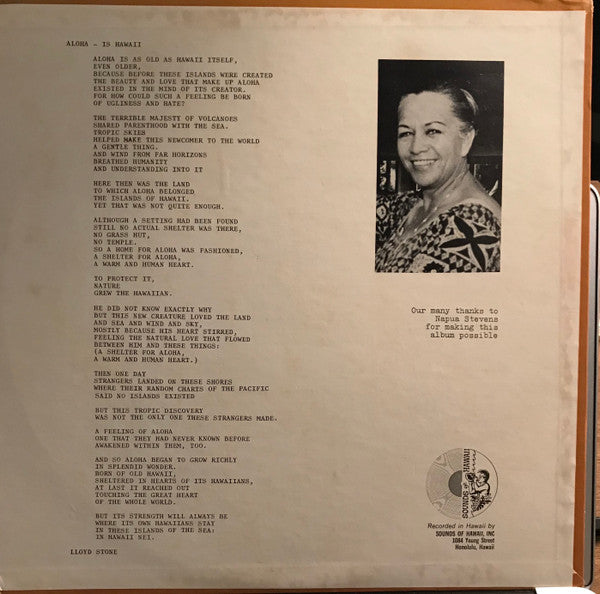 ALOHA - IS HAWAII
ALOHA IS AS OLD AS HAWAII ITSELF,
EVEN OLDER,
BECAUSE BEFORE THESE ISLANDS WERE CREATED
THE BEAUTY AND LOVE THAT MAKE UP ALOHA
EXISTED IN THE MIND OF ITS CREATOR.
FOR HOW COULD SUCH A FEELING BE BORN
OF UGLINESS AND HATE?
THE TERRIBLE MAJESTY OF VOLCANOES
SHARED PARENTHOOD WITH THE SEA.
TROPIC SKIES
HELPED MAKE THIS NEWCOMER TO THE WORLD
A GENTLE THING.
AND WIND FROM FAR HORIZONS
BREATHED HUMANITY
AND UNDERSTANDING INTO IT
HERE THEN WAS THE LAND
TO WHICH ALOHA BELONGED
THE ISLANDS OF HAWAII.
YET THAT WAS NOT QUITE ENOUGH.
ALTHOUGH A SETTING HAD BEEN FOUND
STILL NO ACTUAL SHELTER WAS THERE,
NO GRASS HUT,
NO TEMPLE.
SO A HOME FOR ALOHA WAS FASHIONED,
A SHELTER FOR ALOHA,
A WARM AND HUMAN HEART.
TO PROTECT IT,
NATURE
GREW THE HAWAIIAN.
HE DID NOT KNOW EXACTLY WHY
BUT THIS NEW CREATURE LOVED THE LAND
AND SEA AND WIND AND SKY,
MOSTLY BECAUSE HIS HEART STIRRED,
FEELING THE NATURAL LOVE THAT FLOWED
BETWEEN HIM AND THESE THINGS:
(A SHELTER FOR ALOHA,
A WARM AND HUMAN HEART.)
THEN ONE DAY
STRANGERS LANDED ON THESE SHORES
WHERE THEIR RANDOM CHARTS OF THE PACIFIC
SAID NO ISLANDS EXISTED
BUT THIS TROPIC DISCOVERY
WAS NOT THE ONLY ONE THESE STRANGERS MADE.
A FEELING OF ALOHA
ONE THAT THEY HAD NEVER KNOWN BEFORE
AWAKENED WITHIN THEM, TOO.
AND SO ALOHA BEGAN TO GROW RICHLY
IN SPLENDID WONDER.
BORN OF OLD HAWAII,
SHELTERED IN HEARTS OF ITS HAWAIIANS,
AT LAST IT REACHED OUT
TOUCHING THE GREAT HEART
OF THE WHOLE WORLD.
BUT ITS STRENGTH WILL ALWAYS BE
WHERE ITS OWN HAWAIIANS STAY
IN THESE ISLANDS OF THE SEA:
IN HAWAII NEI.
LLOYD STONE
Our many thanks to
Napua Stevens
for making this
album possible
SOUNDS OF HAWAII
Recorded in Hawaii by
SOUNDS OF HAWAII, INC
1084 Young Street
Honolulu, Hawaii